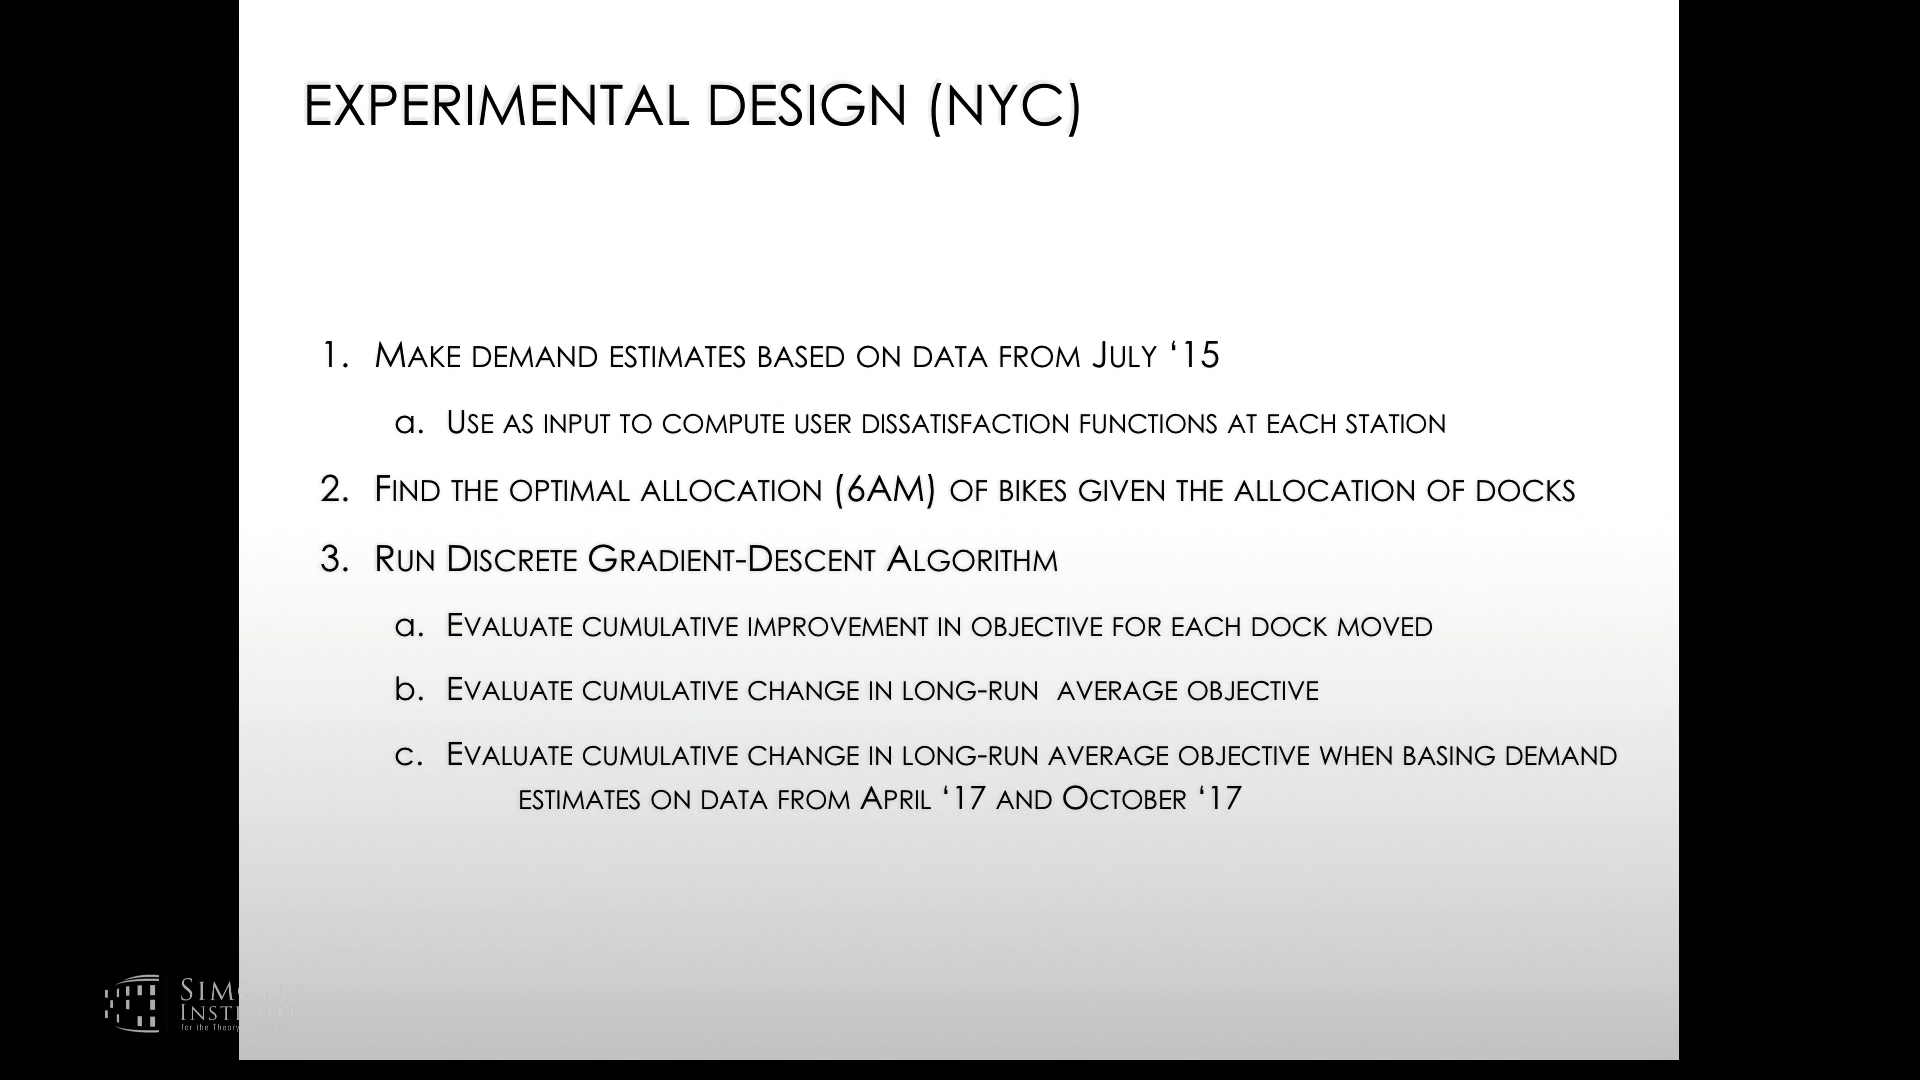 EXPERIMENTAL DESIGN (NYC)
1. MAKE DEMAND ESTIMATES BASED ON DATA FROM JULY ‘15
a. USE AS INPUT TO COMPUTE USER DISSATISFACTION FUNCTIONS AT EACH STATION
2. FIND THE OPTIMAL ALLOCATION (6AM) OF BIKES GIVEN THE ALLOCATION OF DOCKS
3. RUN DISCRETE GRADIENT-DESCENT ALGORITHM
a. EVALUATE CUMULATIVE IMPROVEMENT IN OBJECTIVE FOR EACH DOCK MOVED
b. EVALUATE CUMULATIVE CHANGE IN LONG-RUN AVERAGE OBJECTIVE
c. EVALUATE CUMULATIVE CHANGE IN LONG-RUN AVERAGE OBJECTIVE WHEN BASING DEMAND
ESTIMATES ON DATA FROM APRIL ‘17 AND OCTOBER ‘17
SIMONS
INSTITUTE
for the Theory